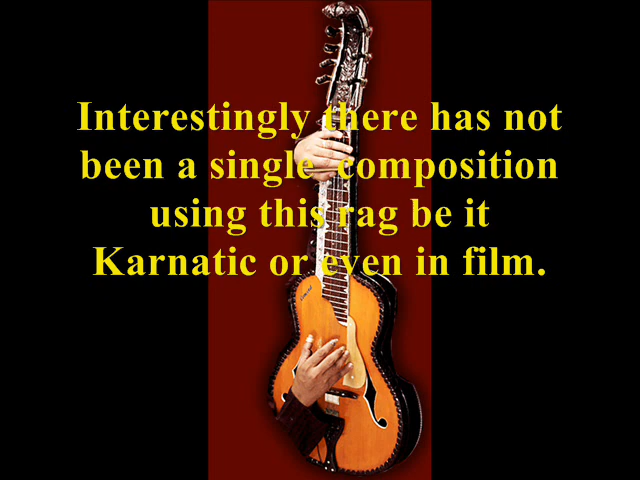 Interestingly there has not
been a single  composition
using this rag be it
Karnatic or even in film.